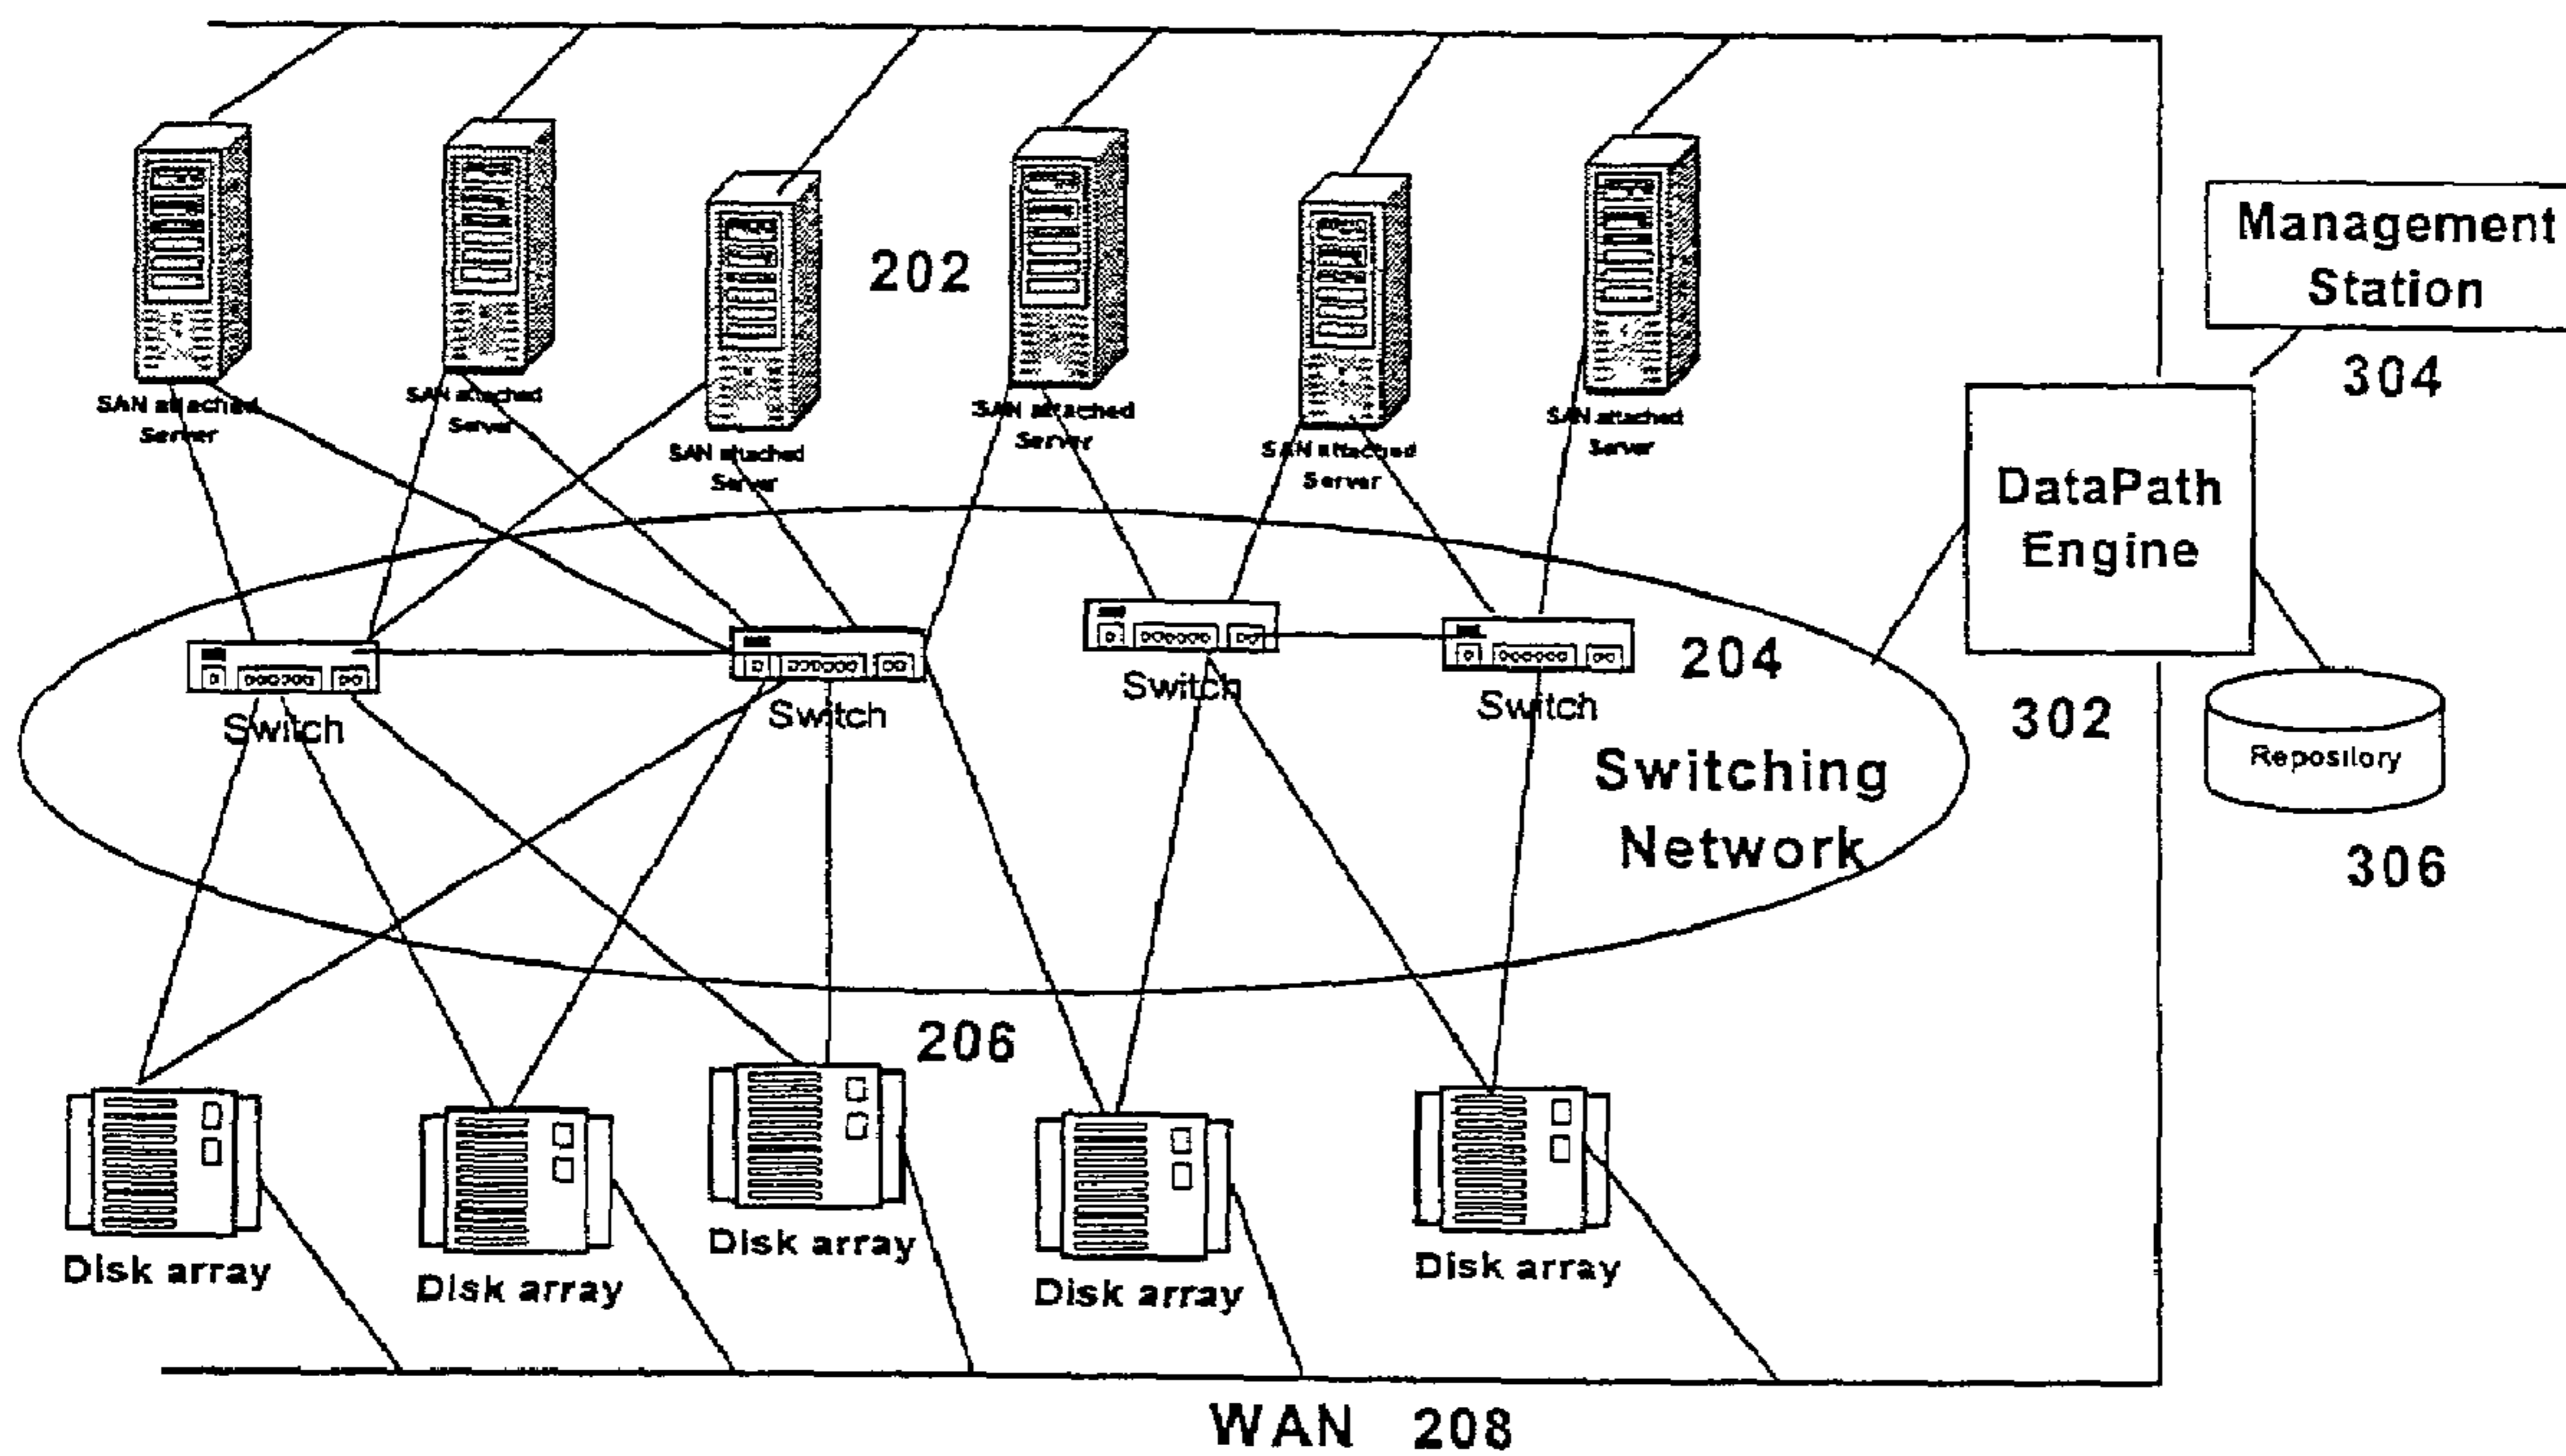 202
Management
Station
304
SAN attached
Server
SAN attached
Server
SAN attached
Server
SAN attached
Server
SAN attached
Server
SAN attached
Server
DataPath
Engine
302
Repository
306
Switch
Switch
Switch
Switch
204
Switching
Network
206
Disk array
Disk array
Disk array
Disk array
Disk array
WAN 208